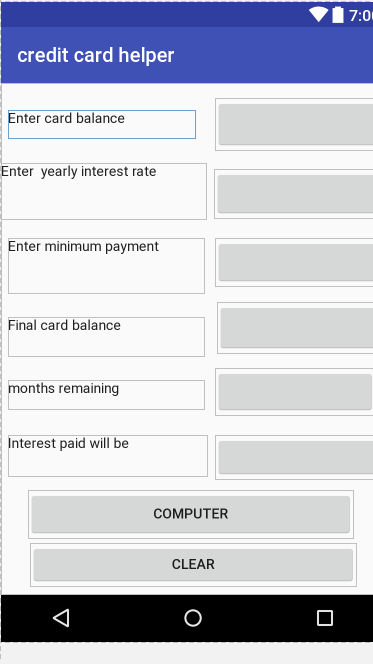 7:0
credit card helper
Enter card balance
Enter yearly interest rate
Enter minimum payment
Final card balance
months remaining
Interest paid will be
COMPUTER
CLEAR